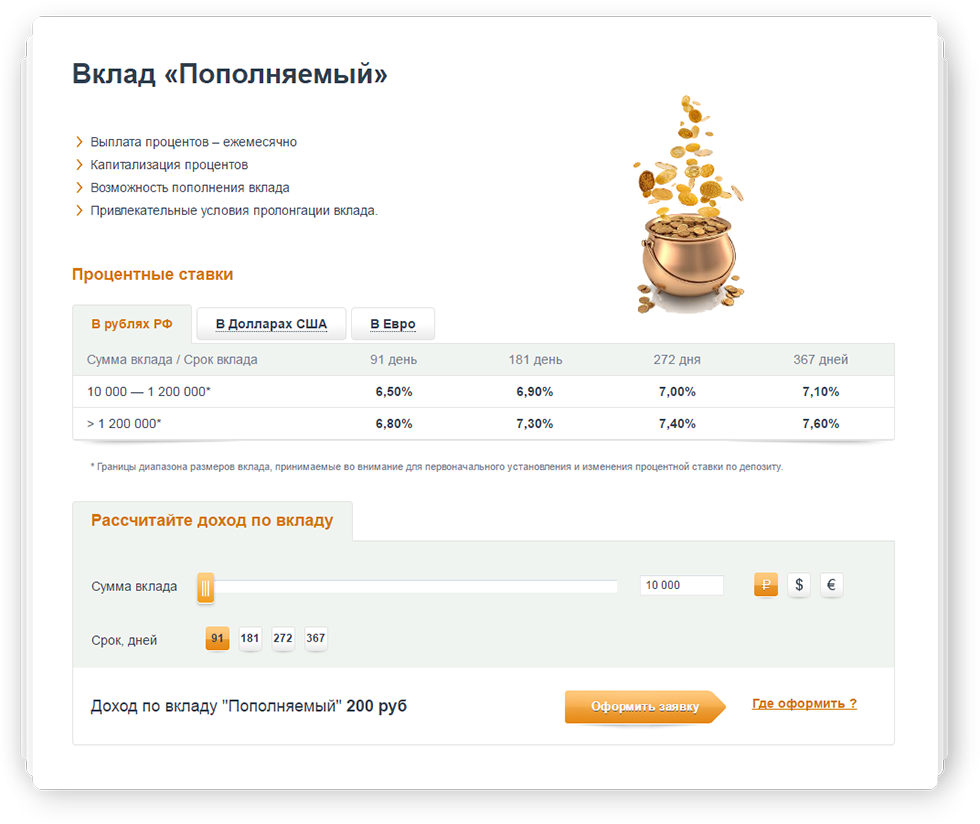 Вклад «Пополняемый»
Выплата процентов – ежемесячно
Капитализация процентов
Возможность пополнения вклада
Привлекательные условия пролонгации вклада.
Процентные ставки
В рублях РФ В Долларах США В Евро
Сумма вклада / Срок вклада 91 день 181 день 272 дня 367 дней
10 000 — 1 200 000* 6,50% 6,90% 7,00% 7,10%
> 1 200 000* 6,80% 7,30% 7,40% 7,60%
* Границы диапазона размеров вклада, принимаемые во внимание для первоначального установления и изменения процентной ставки по депозиту.
Рассчитайте доход по вкладу
Сумма вклада 10 000 ₽ $ €
Срок, дней 91 181 272 367
Доход по вкладу "Пополняемый" 200 руб Оформить заявку Где оформить ?